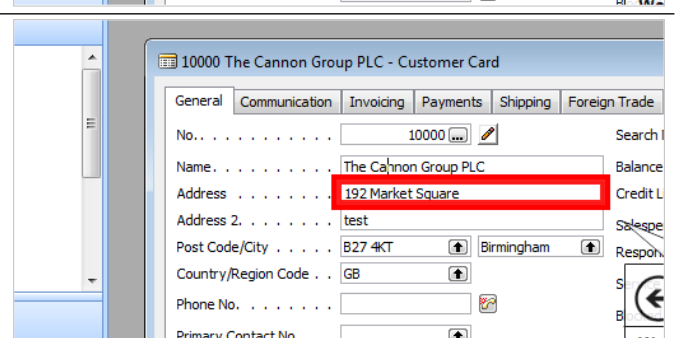 10000 The Cannon Group PLC - Customer Card
General Communication Invoicing Payments Shipping Foreign Trade
No. . . . . . . . . . . . 10000 ... Search
Name. . . . . . . . . . The Cannon Group PLC Balance
Address . . . . . . . . 192 Market Square Credit
Address 2. . . . . . . . test
Post Code/City . . . . . B27 4KT Birmingham
Country/Region Code . . GB
Phone No. . . . . . . .
Primary Contact No.